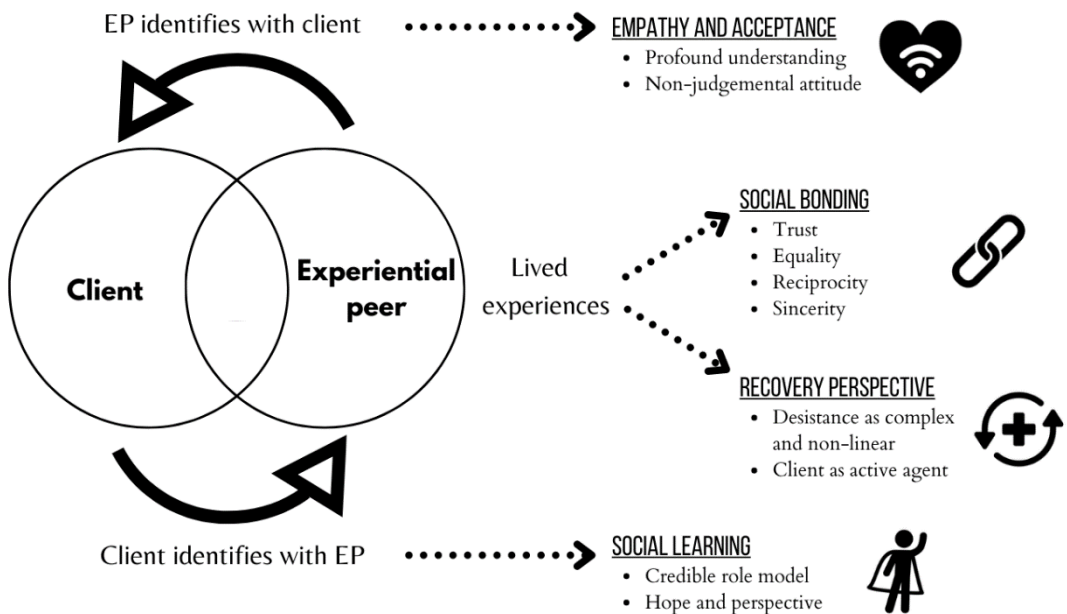 EP identifies with client
EMPATHY AND ACCEPTANCE
• Profound understanding
• Non-judgemental attitude
Client
Experiential
peer
Lived
experiences
SOCIAL BONDING
• Trust
• Equality
• Reciprocity
• Sincerity
RECOVERY PERSPECTIVE
• Desistance as complex
and non-linear
• Client as active agent
Client identifies with EP
SOCIAL LEARNING
• Credible role model
• Hope and perspective